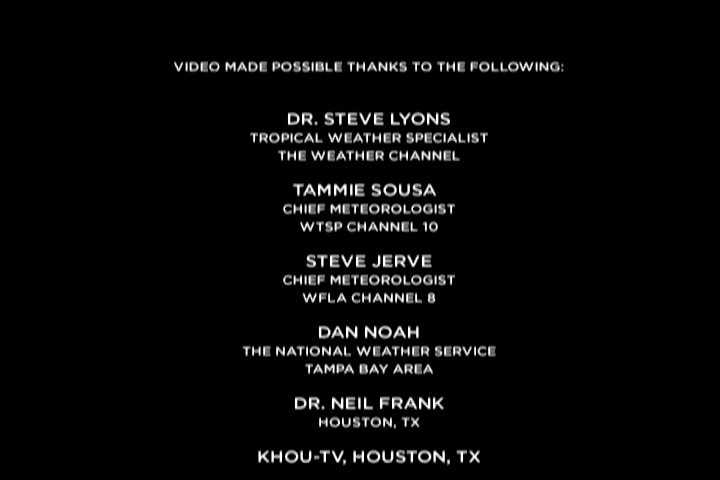 VIDEO MADE POSSIBLE THANKS TO THE FOLLOWING:
DR. STEVE LYONS
TROPICAL WEATHER SPECIALIST
THE WEATHER CHANNEL
TAMMIE SOUSA
CHIEF METEOROLOGIST
WTSP CHANNEL 10
STEVE JERVE
CHIEF METEOROLOGIST
WFLA CHANNEL 8
DAN NOAH
THE NATIONAL WEATHER SERVICE
TAMPA BAY AREA
DR. NEIL FRANK
HOUSTON, TX
KHOU-TV, HOUSTON, TX